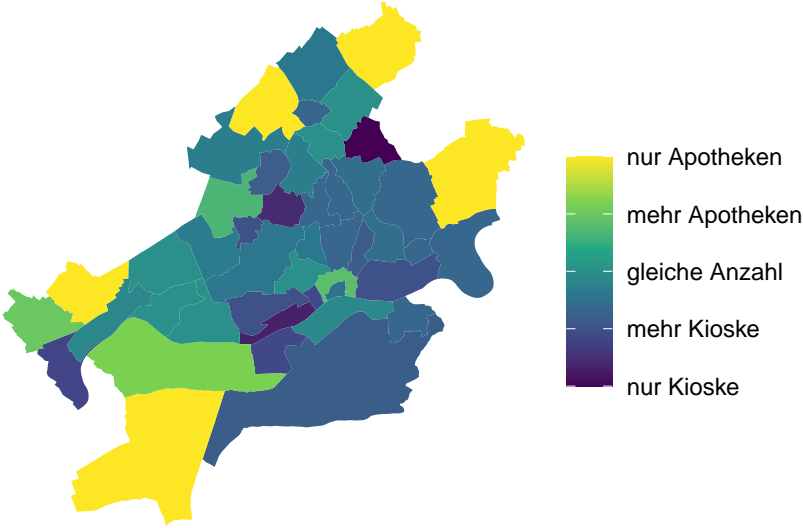 nur Apotheken
mehr Apotheken
gleiche Anzahl
mehr Kioske
nur Kioske